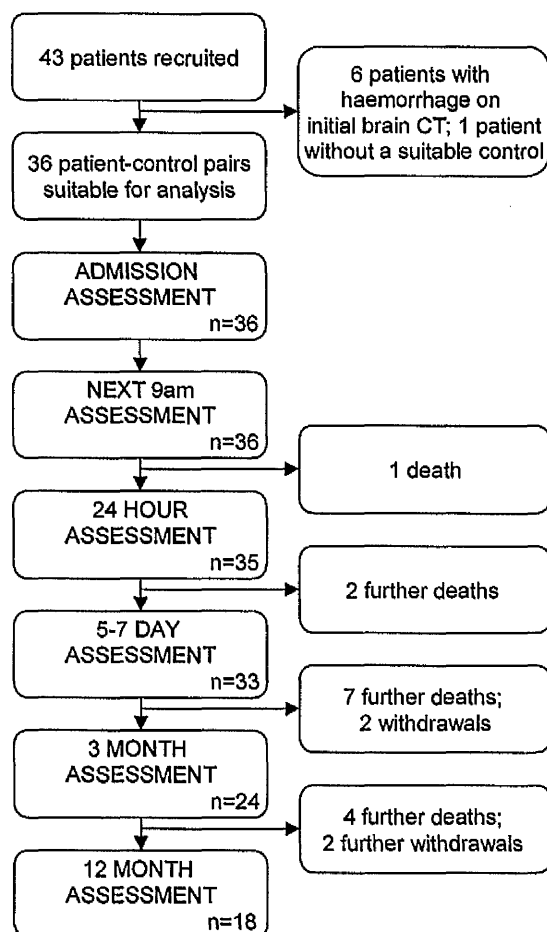 43 patients recruited
6 patients with
haemorrhage on
initial brain CT; 1 patient
without a suitable control
36 patient-control pairs
suitable for analysis
ADMISSION
ASSESSMENT
n=36
NEXT 9am
ASSESSMENT
n=36
1 death
24 HOUR
ASSESSMENT
n=35
2 further deaths
5-7 DAY
ASSESSMENT
n=33
7 further deaths;
2 withdrawals
3 MONTH
ASSESSMENT
n=24
4 further deaths;
2 further withdrawals
12 MONTH
ASSESSMENT
n=18